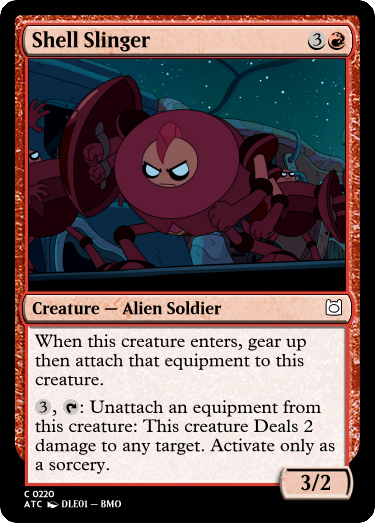 Shell Slinger 3
Creature — Alien Soldier
When this creature enters, gear up
then attach that equipment to this
creature.
3, : Unattach an equipment from
this creature: This creature Deals 2
damage to any target. Activate only as
a sorcery.
3/2
C 0220
ATC DLE01 — BMO